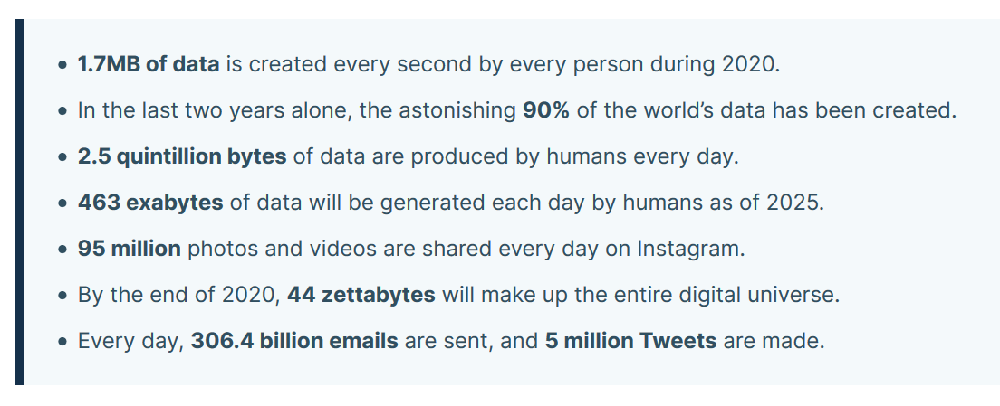 • 1.7MB of data is created every second by every person during 2020.
• In the last two years alone, the astonishing 90% of the world’s data has been created.
• 2.5 quintillion bytes of data are produced by humans every day.
• 463 exabytes of data will be generated each day by humans as of 2025.
• 95 million photos and videos are shared every day on Instagram.
• By the end of 2020, 44 zettabytes will make up the entire digital universe.
• Every day, 306.4 billion emails are sent, and 5 million Tweets are made.